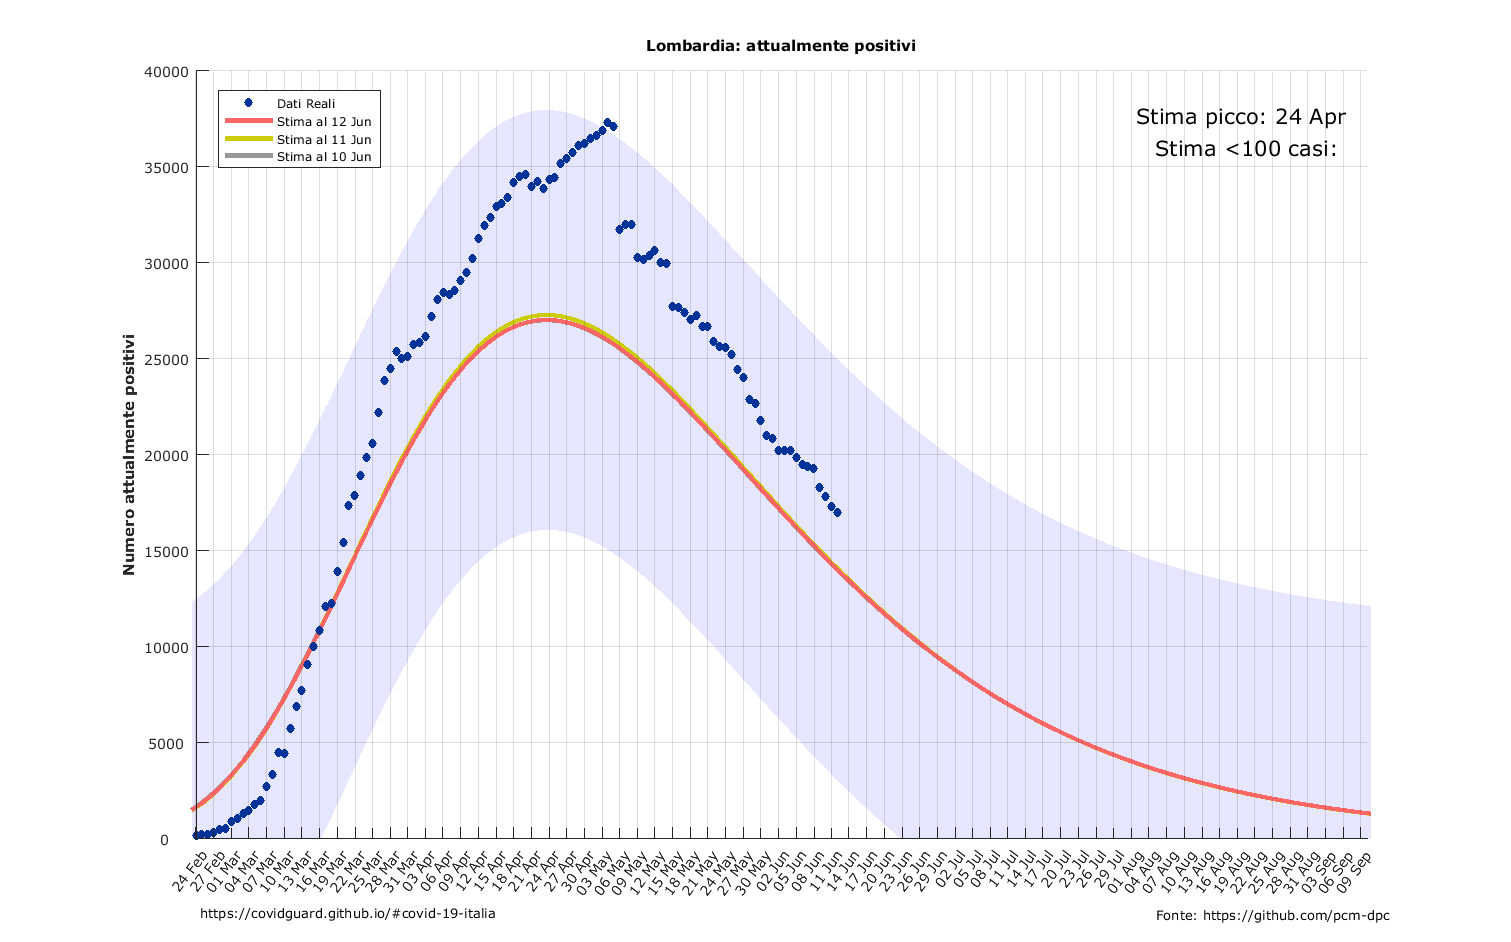 Lombardia: attualmente positivi
40000
35000
30000
25000
20000
15000
10000
5000
0
Numero attualmente positivi
Dati Reali
Stima al 12 Jun
Stima al 11 Jun
Stima al 10 Jun
Stima picco: 24 Apr
Stima <100 casi:
24 Feb
27 Feb
01 Mar
04 Mar
07 Mar
10 Mar
13 Mar
16 Mar
19 Mar
22 Mar
25 Mar
28 Mar
31 Mar
03 Apr
06 Apr
09 Apr
12 Apr
15 Apr
18 Apr
21 Apr
24 Apr
27 Apr
30 Apr
03 May
06 May
09 May
12 May
15 May
18 May
21 May
24 May
27 May
30 May
02 Jun
05 Jun
08 Jun
11 Jun
14 Jun
17 Jun
20 Jun
23 Jun
26 Jun
29 Jun
02 Jul
05 Jul
08 Jul
11 Jul
14 Jul
17 Jul
20 Jul
23 Jul
26 Jul
29 Jul
01 Aug
04 Aug
07 Aug
10 Aug
13 Aug
16 Aug
19 Aug
22 Aug
25 Aug
28 Aug
31 Aug
03 Sep
06 Sep
09 Sep
https://covidguard.github.io/#covid-19-italia
Fonte: https://github.com/pcm-dpc